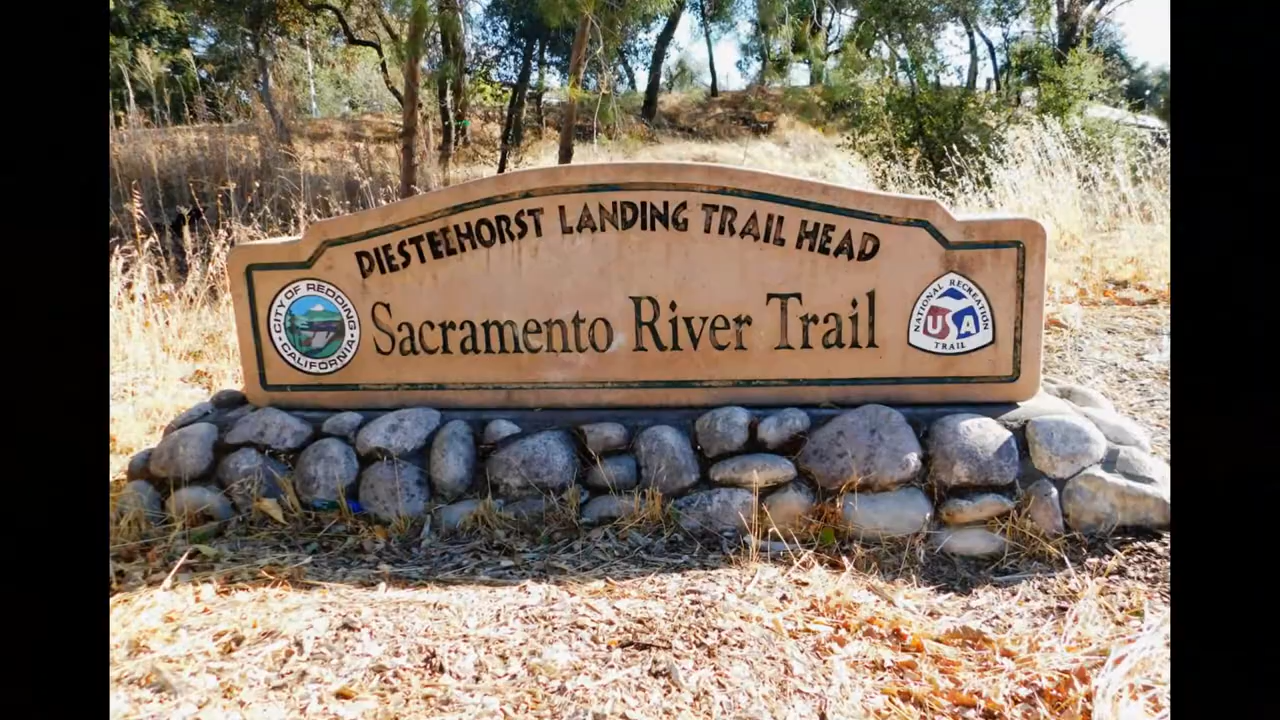 DIESTELHORST LANDING TRAIL HEAD
Sacramento River Trail
CITY OF REDDING
CALIFORNIA
NATIONAL RECREATION
USA
TRAIL